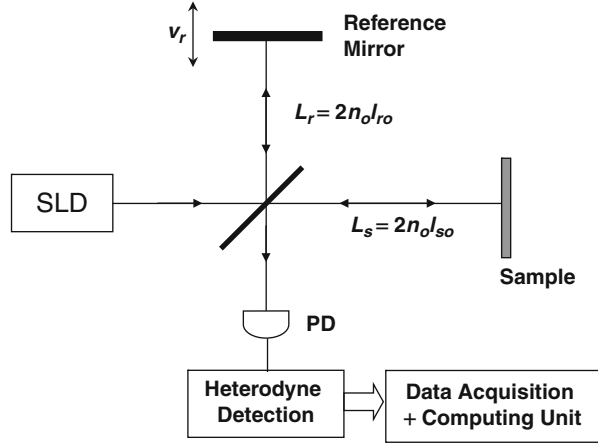 v_r
Reference
Mirror
L_r = 2n_o l_ro
SLD
L_s = 2n_o l_so
Sample
PD
Heterodyne
Detection
Data Acquisition
+ Computing Unit